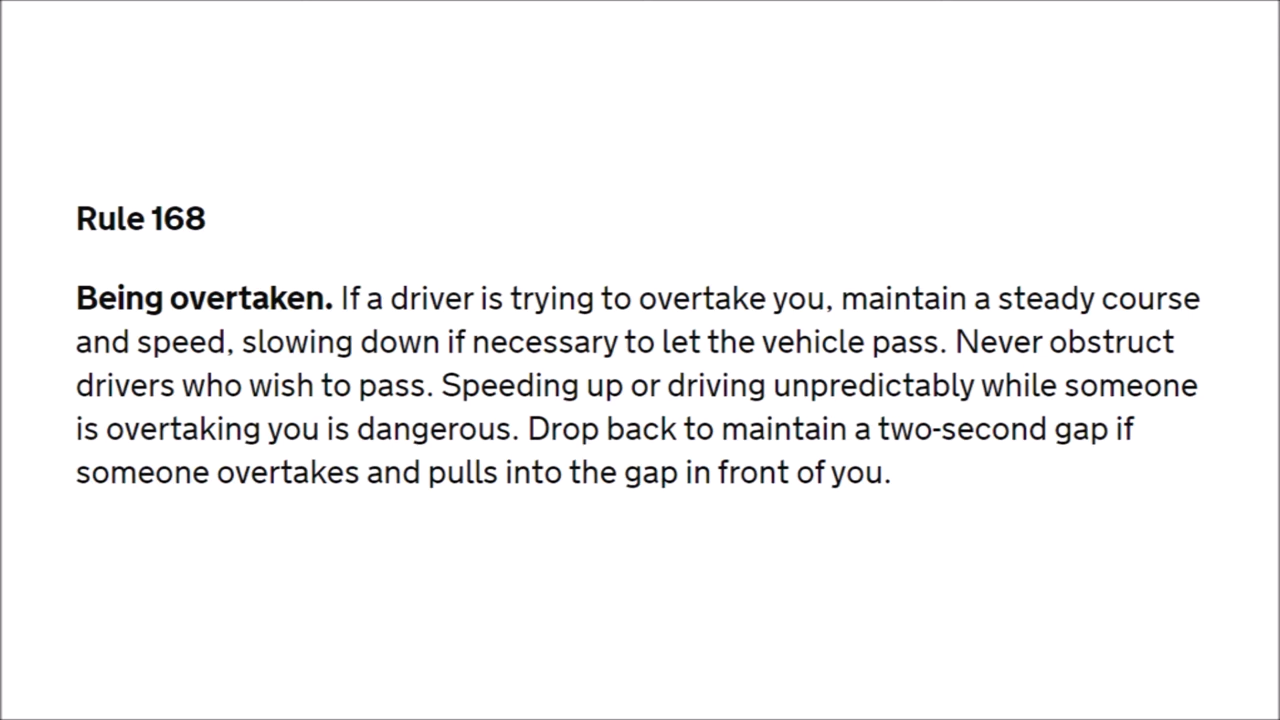 Rule 168
Being overtaken. If a driver is trying to overtake you, maintain a steady course
and speed, slowing down if necessary to let the vehicle pass. Never obstruct
drivers who wish to pass. Speeding up or driving unpredictably while someone
is overtaking you is dangerous. Drop back to maintain a two-second gap if
someone overtakes and pulls into the gap in front of you.